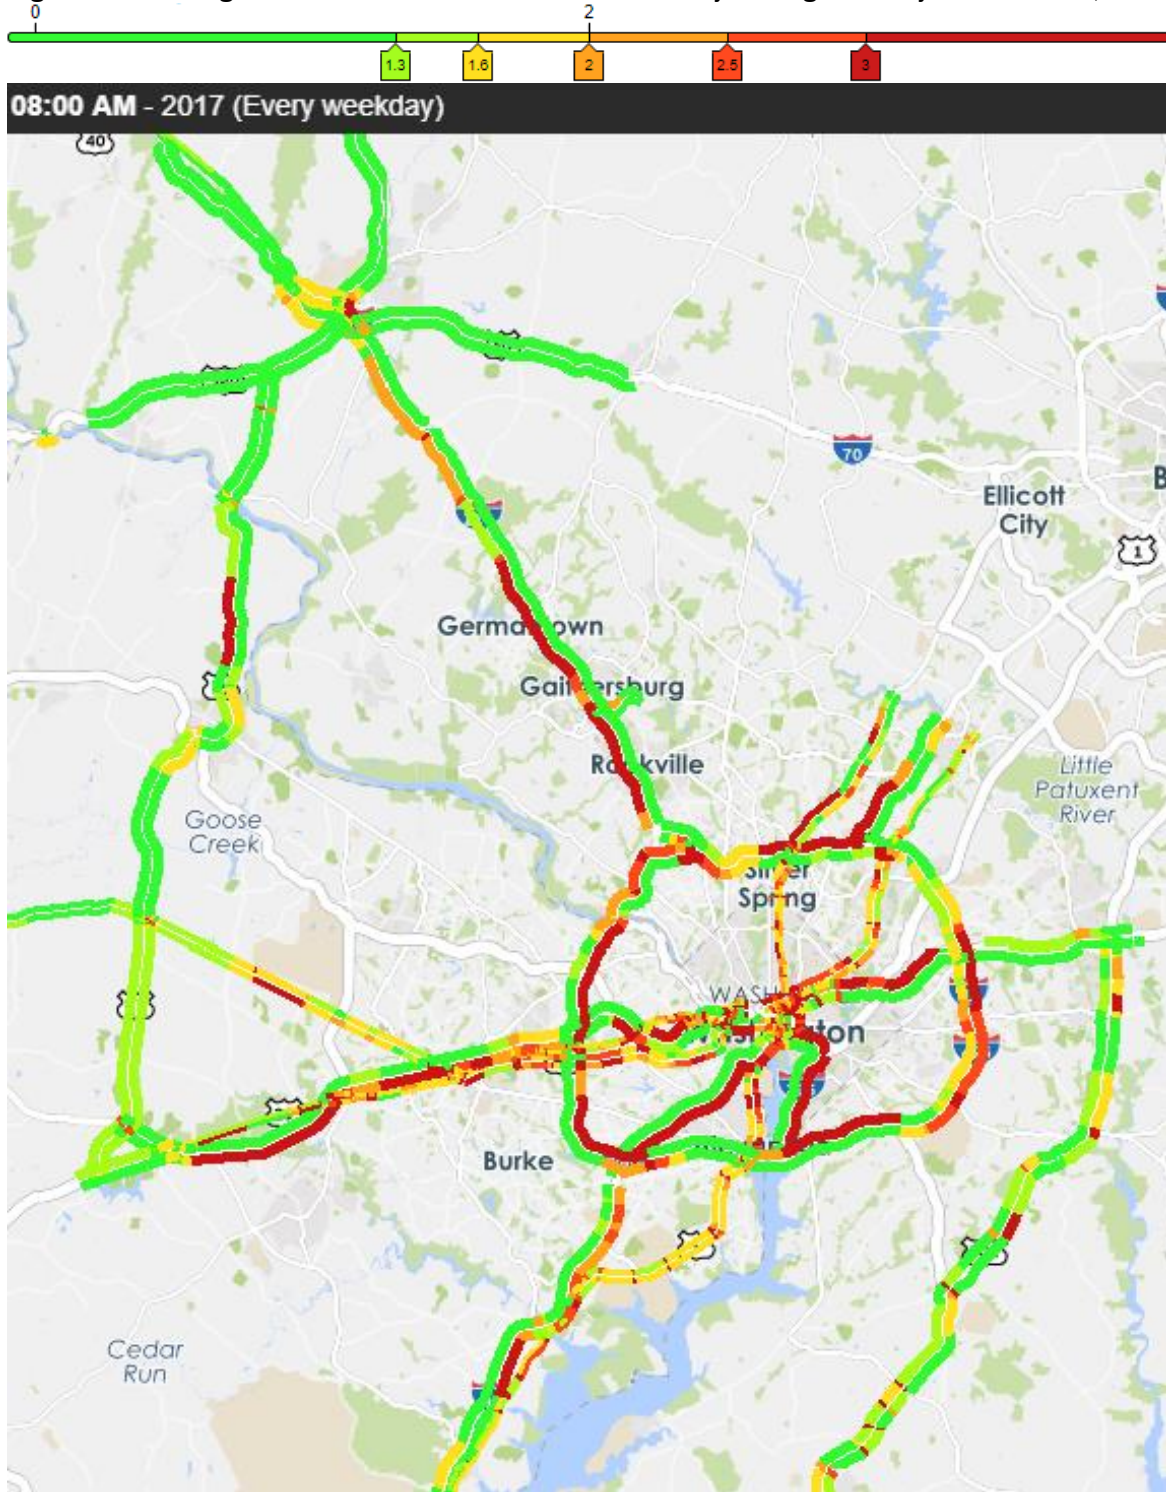 0 2
1.3 1.6 2 2.5 3
08:00 AM - 2017 (Every weekday)
40
70
Ellicott
City
1
Germantown
Gaithersburg
Rockville
Little
Patuxent
River
Goose
Creek
Silver
Spring
WASH
Washington
Burke
Cedar
Run